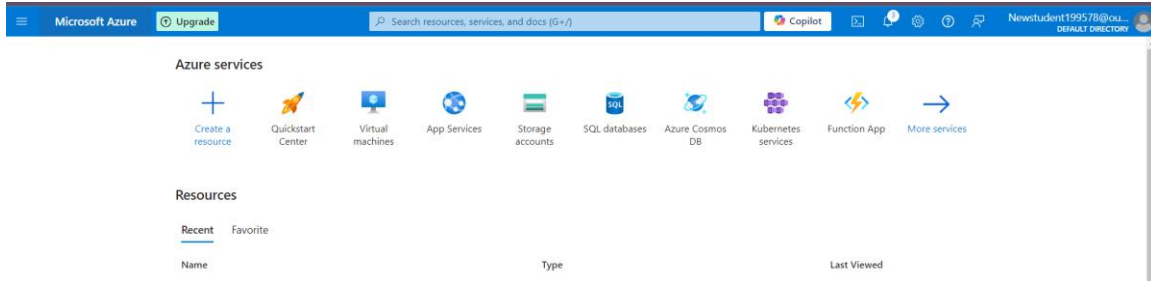 Microsoft Azure Upgrade Search resources, services, and docs (G+/) Copilot 3 Newstudent199578@ou...
DEFAULT DIRECTORY
Azure services
Create a resource
Quickstart Center
Virtual machines
App Services
Storage accounts
SQL databases
Azure Cosmos DB
Kubernetes services
Function App
More services
Resources
Recent Favorite
Name Type Last Viewed